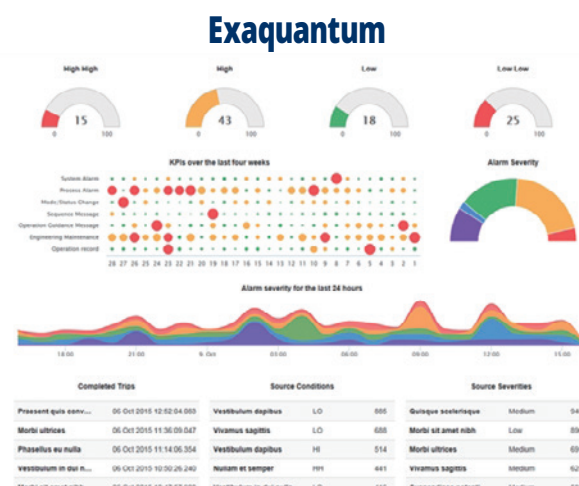 Exaquantum
High High High Low Low Low
15 43 18 25
0 100 0 100 0 100 0 100
KPIs over the last four weeks Alarm Severity
System Alarm
Process Alarm
Mode/Status Change
Sequence Message
Operation Guidance Message
Engineering Maintenance
Operation record
28 27 26 25 24 23 22 21 20 19 18 17 16 15 14 13 12 11 10 9 8 7 6 5 4 3 2 1
Alarm severity for the last 24 hours
18:00 21:00 9. Oct 03:00 06:00 09:00 12:00 15:00
Completed Trips Source Conditions Source Severities
Praesent quis conv... 06 Oct 2015 12:52:04.083 Vestibulum dapibus LO 885 Quisque scelerisque Medium
Morbi ultrices 06 Oct 2015 11:36:09.047 Vivamus sagittis LO 688 Morbi sit amet nibh Low
Phasellus eu nulla 06 Oct 2015 11:14:06.354 Vestibulum dapibus HI 514 Morbi ultrices Medium
Vestibulum in dui n... 06 Oct 2015 10:50:26.240 Nullam et semper HH 441 Vivamus sagittis Medium